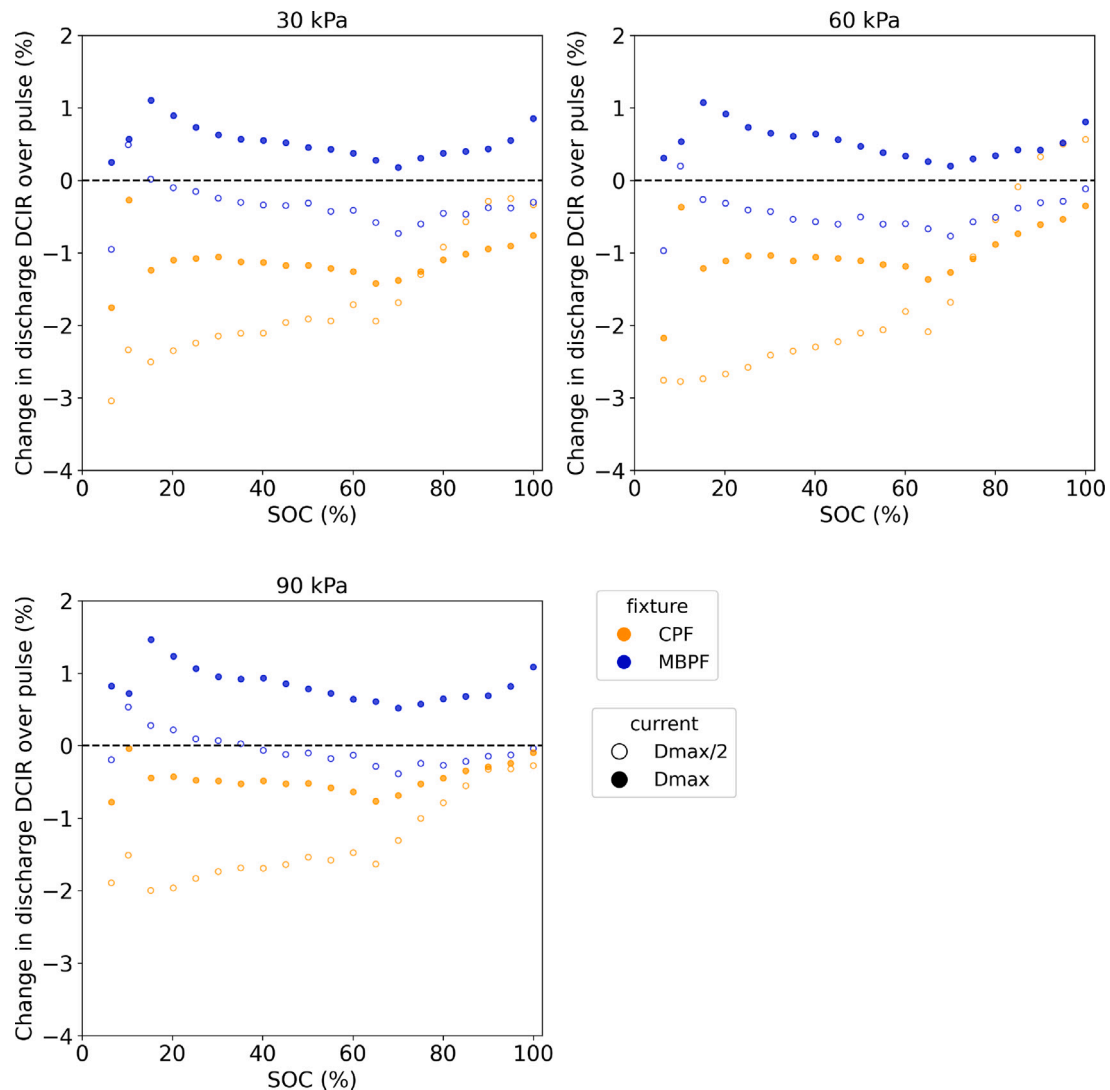 30 kPa
Change in discharge DCIR over pulse (%)
2
1
0
−1
−2
−3
−4
0
20
40
60
80
100
SOC (%)
60 kPa
Change in discharge DCIR over pulse (%)
2
1
0
−1
−2
−3
−4
0
20
40
60
80
100
SOC (%)
90 kPa
Change in discharge DCIR over pulse (%)
2
1
0
−1
−2
−3
−4
0
20
40
60
80
100
SOC (%)
fixture
CPF
MBPF
current
Dmax/2
Dmax